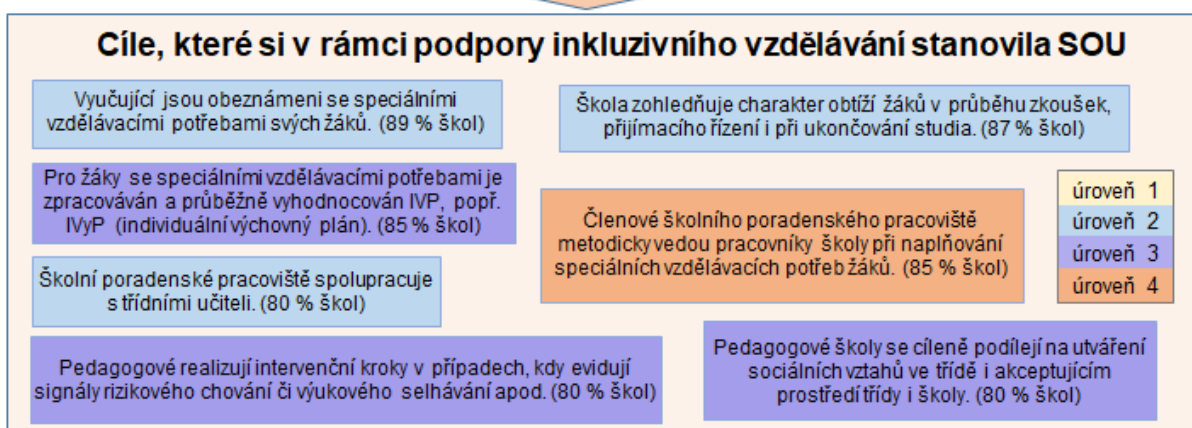 Cíle, které si v rámci podpory inkluzivního vzdělávání stanovila SOU
Vyučující jsou obeznámeni se speciálními
vzdělávacími potřebami svých žáků. (89 % škol)
Škola zohledňuje charakter obtíží žáků v průběhu zkoušek,
přijímacího řízení i při ukončování studia. (87 % škol)
Pro žáky se speciálními vzdělávacími potřebami je
zpracováván a průběžně vyhodnocován IVP, popř.
IVyP (individuální výchovný plán). (85 % škol)
Členové školního poradenského pracoviště
metodicky vedou pracovníky školy při naplňování
speciálních vzdělávacích potřeb žáků. (85 % škol)
úroveň 1
úroveň 2
úroveň 3
úroveň 4
Školní poradenské pracoviště spolupracuje
s třídními učiteli. (80 % škol)
Pedagogové realizují intervenční kroky v případech, kdy evidují
signály rizikového chování či výukového selhávání apod. (80 % škol)
Pedagogové školy se cíleně podílejí na utváření
sociálních vztahů ve třídě i akceptujícím
prostředí třídy i školy. (80 % škol)